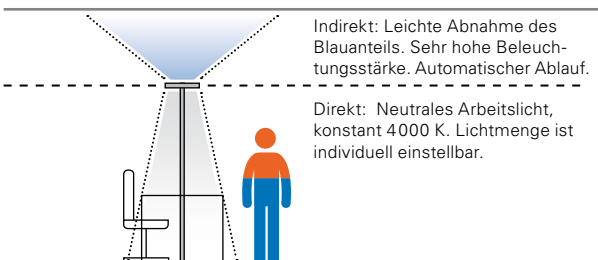 Indirekt: Leichte Abnahme des
Blauanteils. Sehr hohe Beleuch-
tungsstärke. Automatischer Ablauf.
Direkt: Neutrales Arbeitslicht,
konstant 4000 K. Lichtmenge ist
individuell einstellbar.